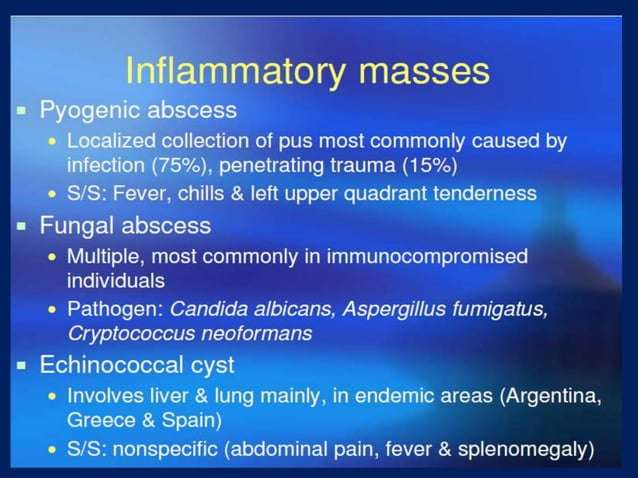 Inflammatory masses
Pyogenic abscess
Localized collection of pus most commonly caused by
infection (75%), penetrating trauma (15%)
S/S: Fever, chills & left upper quadrant tenderness
Fungal abscess
Multiple, most commonly in immunocompromised
individuals
Pathogen: Candida albicans, Aspergillus fumigatus,
Cryptococcus neoformans
Echinococcal cyst
Involves liver & lung mainly, in endemic areas (Argentina,
Greece & Spain)
S/S: nonspecific (abdominal pain, fever & splenomegaly)